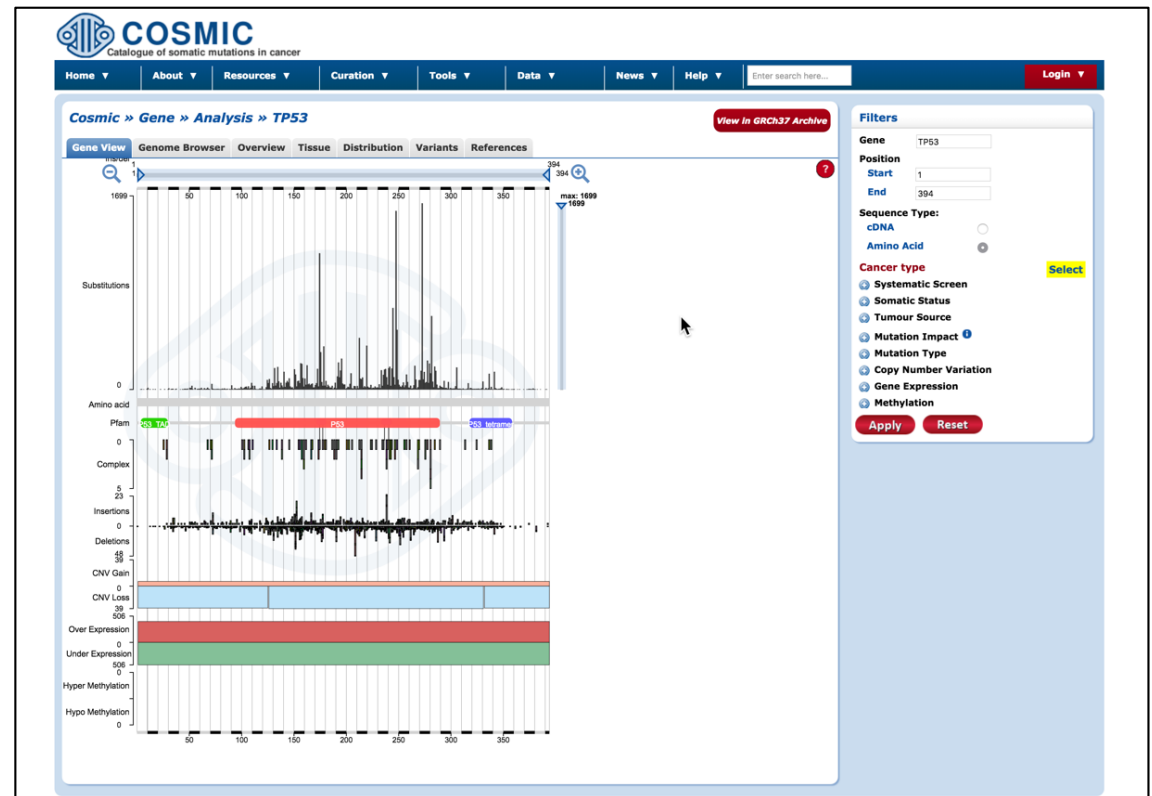 COSMIC
Catalogue of somatic mutations in cancer
Home ▼ About ▼ Resources ▼ Curation ▼ Tools ▼ Data ▼ News ▼ Help ▼ Enter search here... Login ▼
Cosmic » Gene » Analysis » TP53
View in GRCh37 Archive
Gene View Genome Browser Overview Tissue Distribution Variants References
1 394
1 394
?
1699 50 100 150 200 250 300 350 max: 1699
1699
Substitutions
0
Amino acid
Pfam P53_TAD P53 P53_tetramer
0
Complex
5
23
Insertions
0
Deletions
48
39
CNV Gain
0
CNV Loss
39
506
Over Expression
0
Under Expression
506
0
Hyper Methylation
Hypo Methylation
0
50 100 150 200 250 300 350
Filters
Gene TP53
Position
Start 1
End 394
Sequence Type:
cDNA
Amino Acid
Cancer type Select
Systematic Screen
Somatic Status
Tumour Source
Mutation Impact i
Mutation Type
Copy Number Variation
Gene Expression
Methylation
Apply Reset